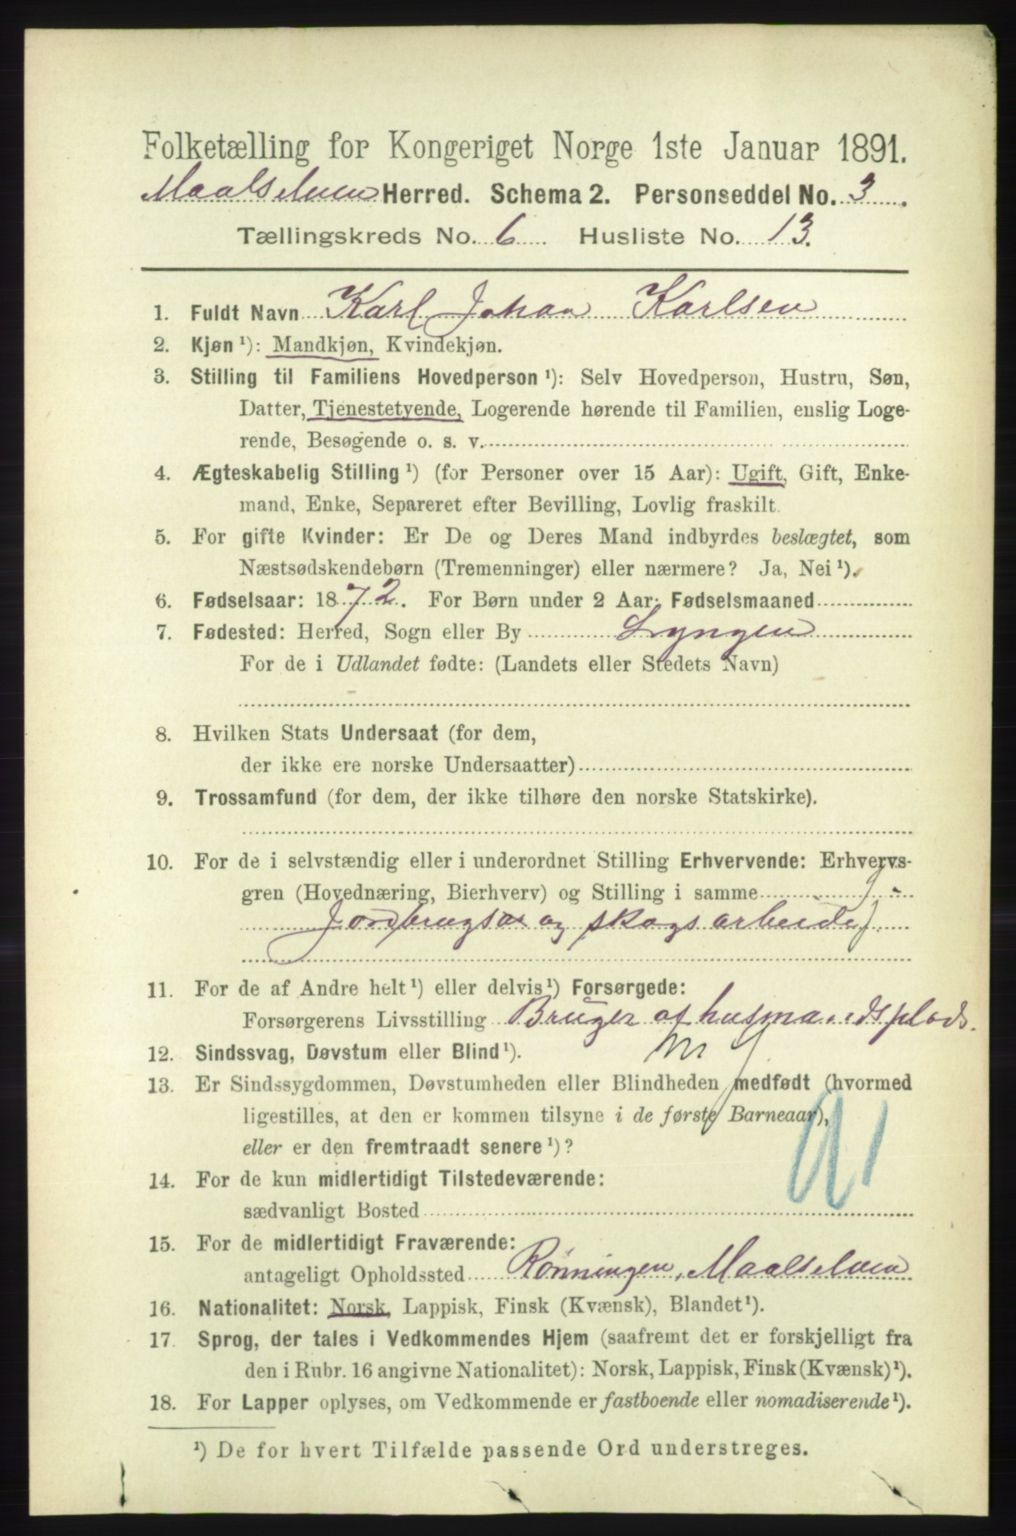 Folketælling for Kongeriget Norge 1ste Januar 1891.
Maalselven Herred. Schema 2. Personseddel No. 3.
Tællingskreds No. 6 Husliste No. 13.
1. Fuldt Navn Karl Johan Karlsen
2. Kjøn ¹): Mandkjøn, Kvindekjøn.
3. Stilling til Familiens Hovedperson ¹): Selv Hovedperson, Hustru, Søn,
Datter, Tjenestetyende, Logerende hørende til Familien, enslig Loge-
rende, Besøgende o. s. v.
4. Ægteskabelig Stilling ¹) (for Personer over 15 Aar): Ugift, Gift, Enke-
mand, Enke, Separeret efter Bevilling, Lovlig fraskilt.
5. For gifte Kvinder: Er De og Deres Mand indbyrdes beslægtet, som
Næstsødskendebørn (Tremenninger) eller nærmere? Ja, Nei ¹).
6. Fødselsaar: 1872. For Børn under 2 Aar: Fødselsmaaned
7. Fødested: Herred, Sogn eller By Lyngen
For de i Udlandet fødte: (Landets eller Stedets Navn)
8. Hvilken Stats Undersaat (for dem,
der ikke ere norske Undersaatter)
9. Trossamfund (for dem, der ikke tilhøre den norske Statskirke).
10. For de i selvstændig eller i underordnet Stilling Erhvervende: Erhvervs-
gren (Hovednæring, Bierhverv) og Stilling i samme
Jordbrugs og skogsarbeide
11. For de af Andre helt ¹) eller delvis ¹) Forsørgede:
Forsørgerens Livsstilling Bruger af husmandsplads.
12. Sindssvag, Døvstum eller Blind ¹).
13. Er Sindssygdommen, Døvstumheden eller Blindheden medfødt (hvormed
ligestilles, at den er kommen tilsyne i de første Barneaar),
eller er den fremtraadt senere ¹)?
91
14. For de kun midlertidigt Tilstedeværende:
sædvanligt Bosted
15. For de midlertidigt Fraværende:
antageligt Opholdssted Rønningen, Maalselven
16. Nationalitet: Norsk, Lappisk, Finsk (Kvænsk), Blandet ¹).
17. Sprog, der tales i Vedkommendes Hjem (saafremt det er forskjelligt fra
den i Rubr. 16 angivne Nationalitet): Norsk, Lappisk, Finsk (Kvænsk) ¹).
18. For Lapper oplyses, om Vedkommende er fastboende eller nomadiserende ¹).
¹) De for hvert Tilfælde passende Ord understreges.